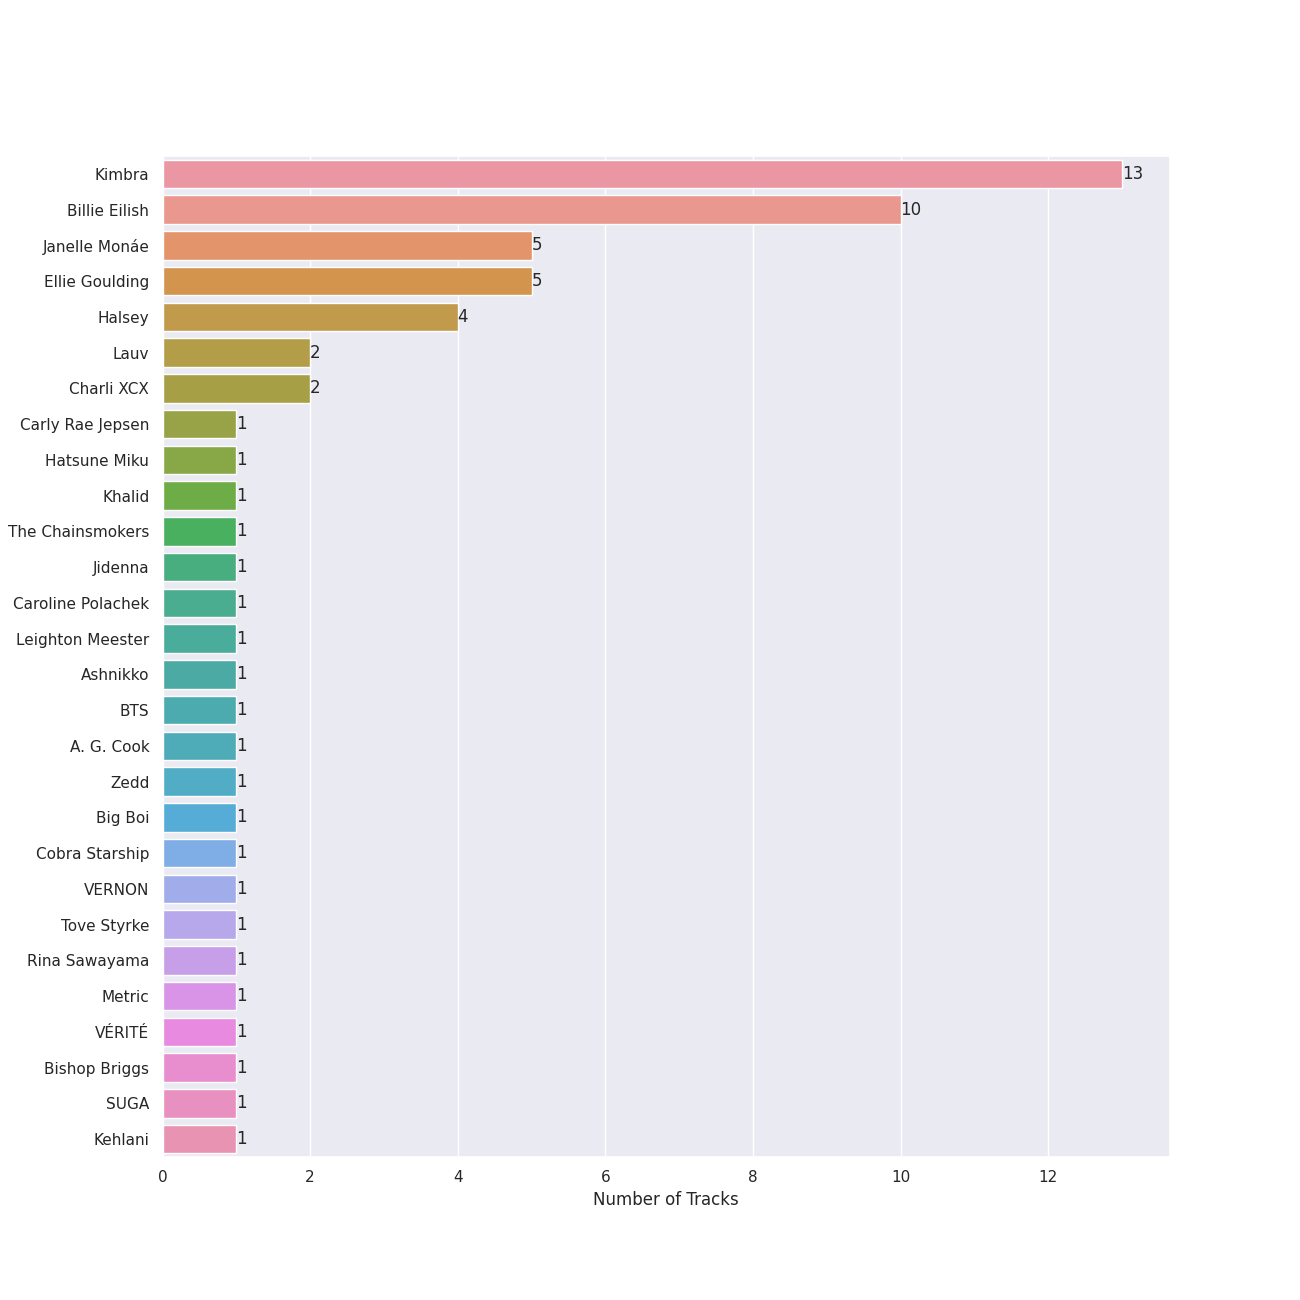 Kimbra 13
Billie Eilish 10
Janelle Monáe 5
Ellie Goulding 5
Halsey 4
Lauv 2
Charli XCX 2
Carly Rae Jepsen 1
Hatsune Miku 1
Khalid 1
The Chainsmokers 1
Jidenna 1
Caroline Polachek 1
Leighton Meester 1
Ashnikko 1
BTS 1
A. G. Cook 1
Zedd 1
Big Boi 1
Cobra Starship 1
VERNON 1
Tove Styrke 1
Rina Sawayama 1
Metric 1
VÉRITÉ 1
Bishop Briggs 1
SUGA 1
Kehlani 1
0 2 4 6 8 10 12
Number of Tracks